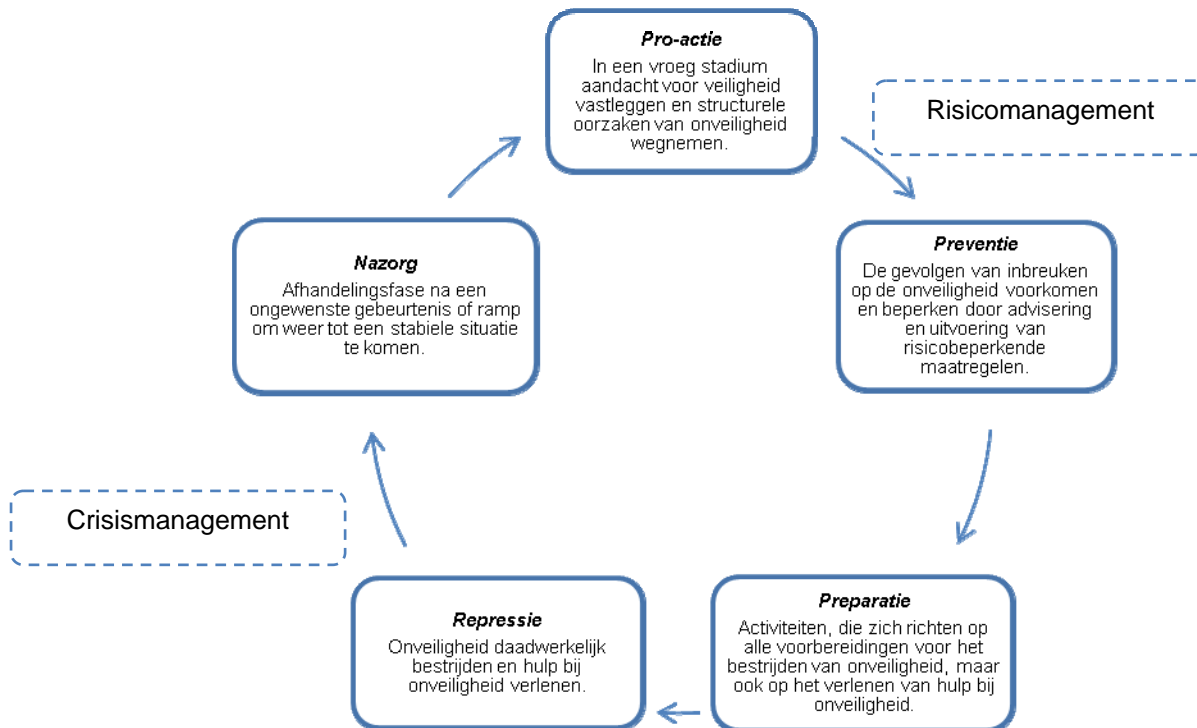 Pro-actie
In een vroeg stadium
aandacht voor veiligheid
vastleggen en structurele
oorzaken van onveiligheid
wegnemen.
Risicomanagement
Preventie
De gevolgen van inbreuken
op de onveiligheid voorkomen
en beperken door advisering
en uitvoering van
risicobeperkende
maatregelen.
Preparatie
Activiteiten, die zich richten op
alle voorbereidingen voor het
bestrijden van onveiligheid, maar
ook op het verlenen van hulp bij
onveiligheid.
Repressie
Onveiligheid daadwerkelijk
bestrijden en hulp bij
onveiligheid verlenen.
Crisismanagement
Nazorg
Afhandelingsfase na een
ongewenste gebeurtenis of ramp
om weer tot een stabiele situatie
te komen.